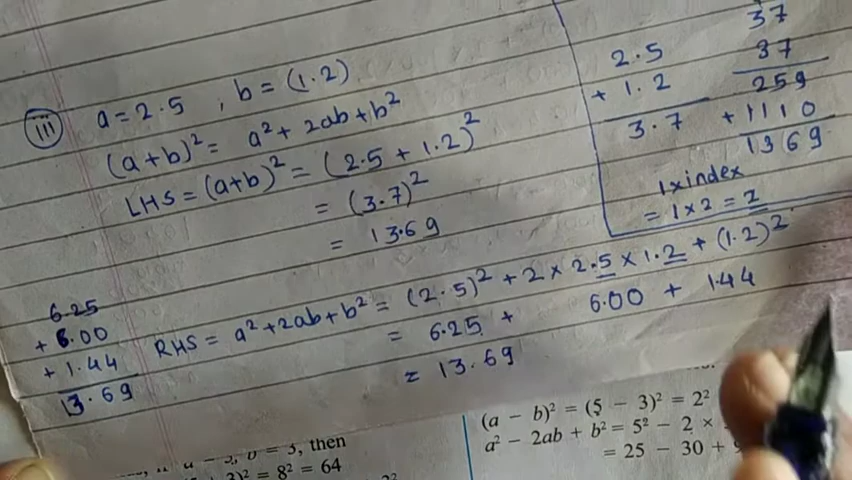 (iii) a = 2.5 , b = (1.2)
(a+b)² = a² + 2ab + b²
LHS = (a+b)² = (2.5 + 1.2)²
= (3.7)²
= 13.69
RHS = a² + 2ab + b² = (2.5)² + 2 × 2.5 × 1.2 + (1.2)²
= 6.25 + 6.00 + 1.44
= 13.69
2.5
+ 1.2
3.7
37
37
259
+1110
1369
1xindex
= 1×2 = 2
6.25
+ 6.00
+ 1.44
13.69
= 3, then
)² = 8² = 64
(a − b)² = (5 − 3)² = 2²
a² − 2ab + b² = 5² − 2 ×
= 25 − 30 +